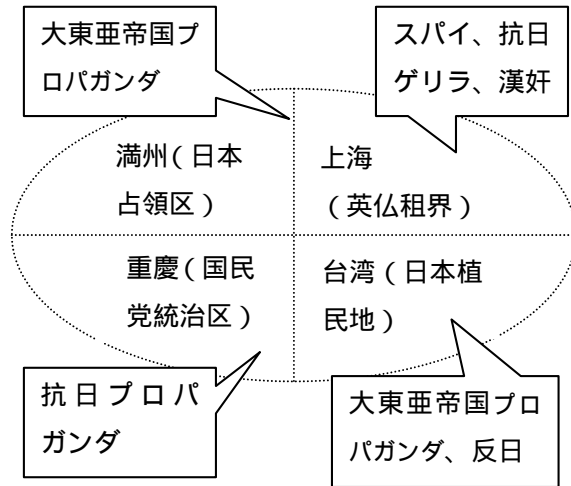 大東亜帝国プ
ロパガンダ
スパイ、抗日
ゲリラ、漢奸
満州(日本
占領区)
上海
(英仏租界)
重慶(国民
党統治区)
台湾(日本植
民地)
抗日プロパ
ガンダ
大東亜帝国プロ
パガンダ、反日